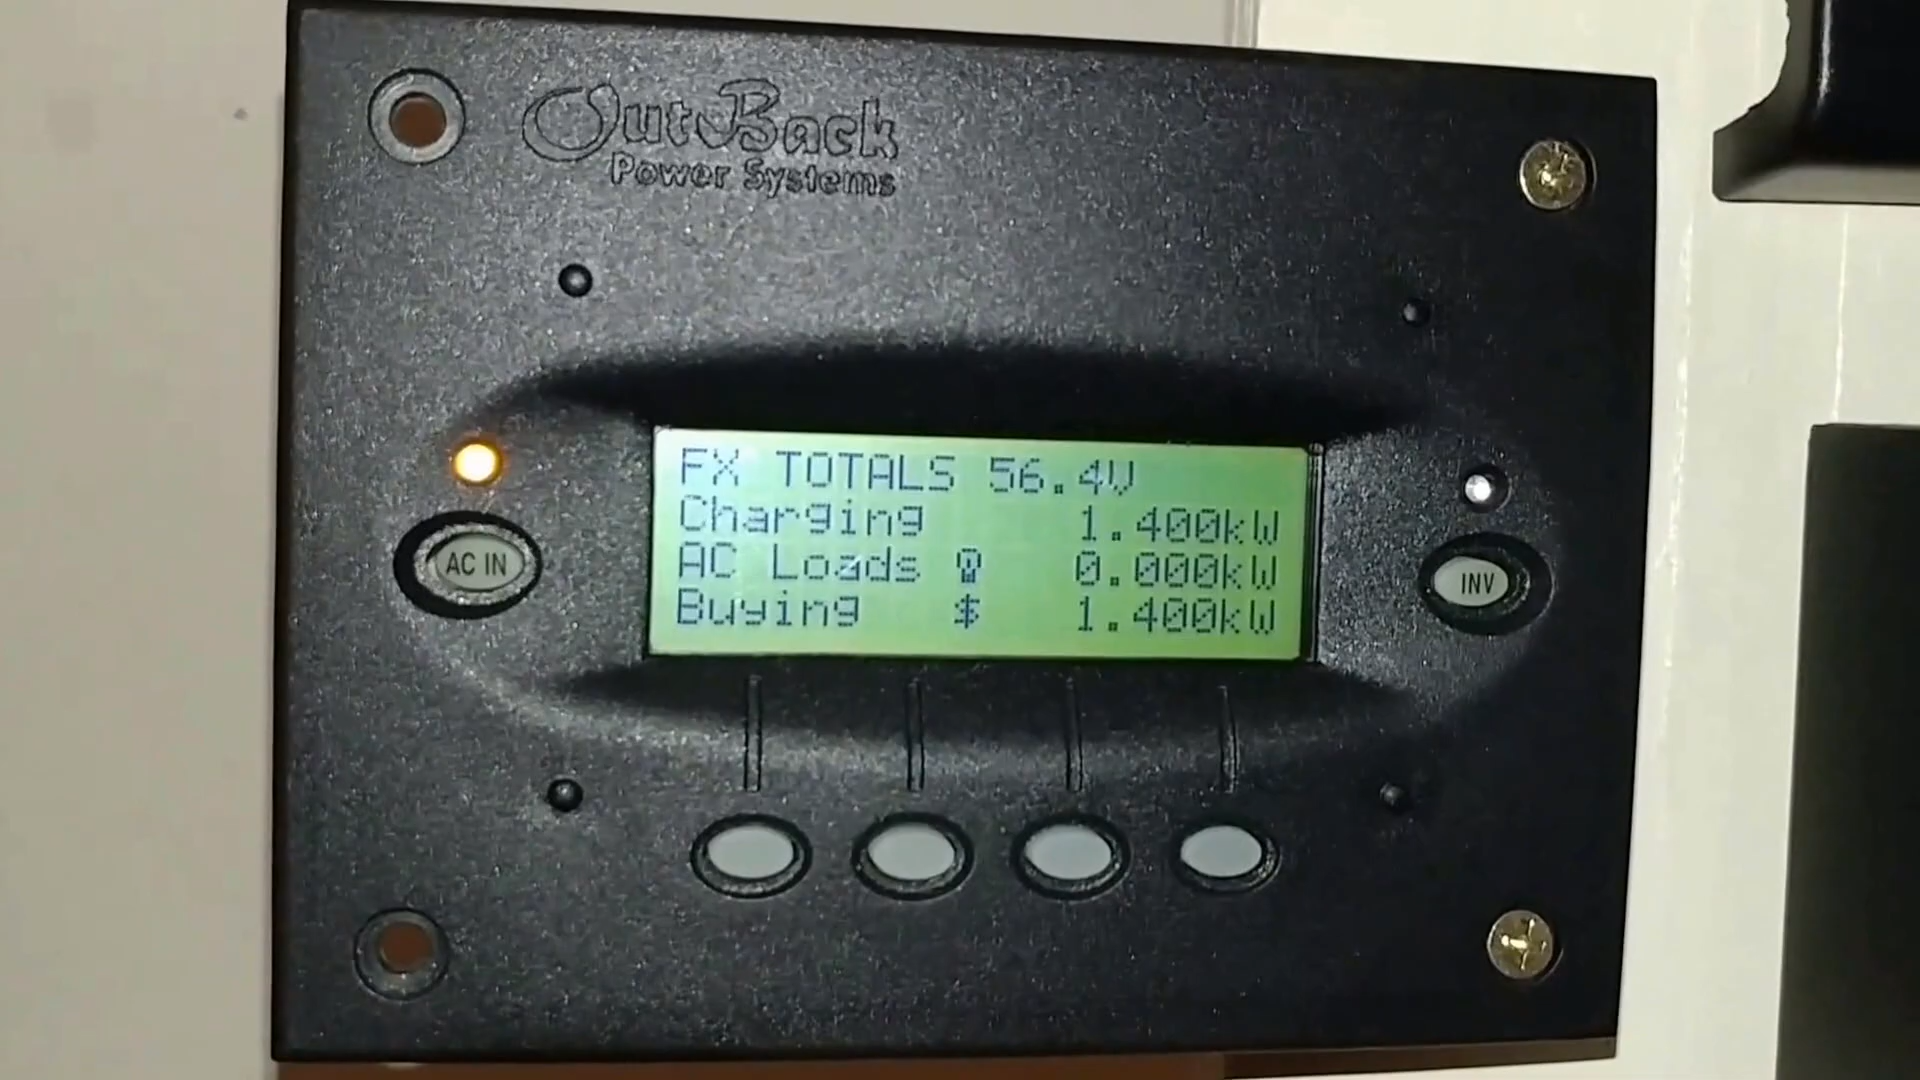 OutBack
Power Systems
FX TOTALS 56.4V
Charging 1.400kW
AC Loads 0.000kW
Buying $ 1.400kW
AC IN
INV